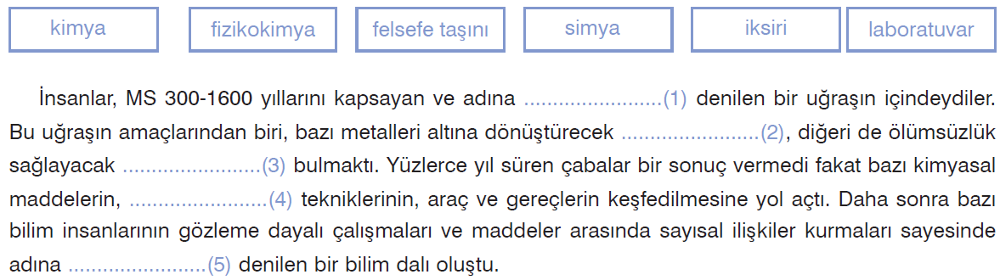 kimya fizikokimya felsefe taşını simya iksiri laboratuvar
İnsanlar, MS 300-1600 yıllarını kapsayan ve adına ........................(1) denilen bir uğraşın içindeydiler.
Bu uğraşın amaçlarından biri, bazı metalleri altına dönüştürecek ........................(2), diğeri de ölümsüzlük
sağlayacak ........................(3) bulmaktı. Yüzlerce yıl süren çabalar bir sonuç vermedi fakat bazı kimyasal
maddelerin, ........................(4) tekniklerinin, araç ve gereçlerin keşfedilmesine yol açtı. Daha sonra bazı
bilim insanlarının gözleme dayalı çalışmaları ve maddeler arasında sayısal ilişkiler kurmaları sayesinde
adına ........................(5) denilen bir bilim dalı oluştu.